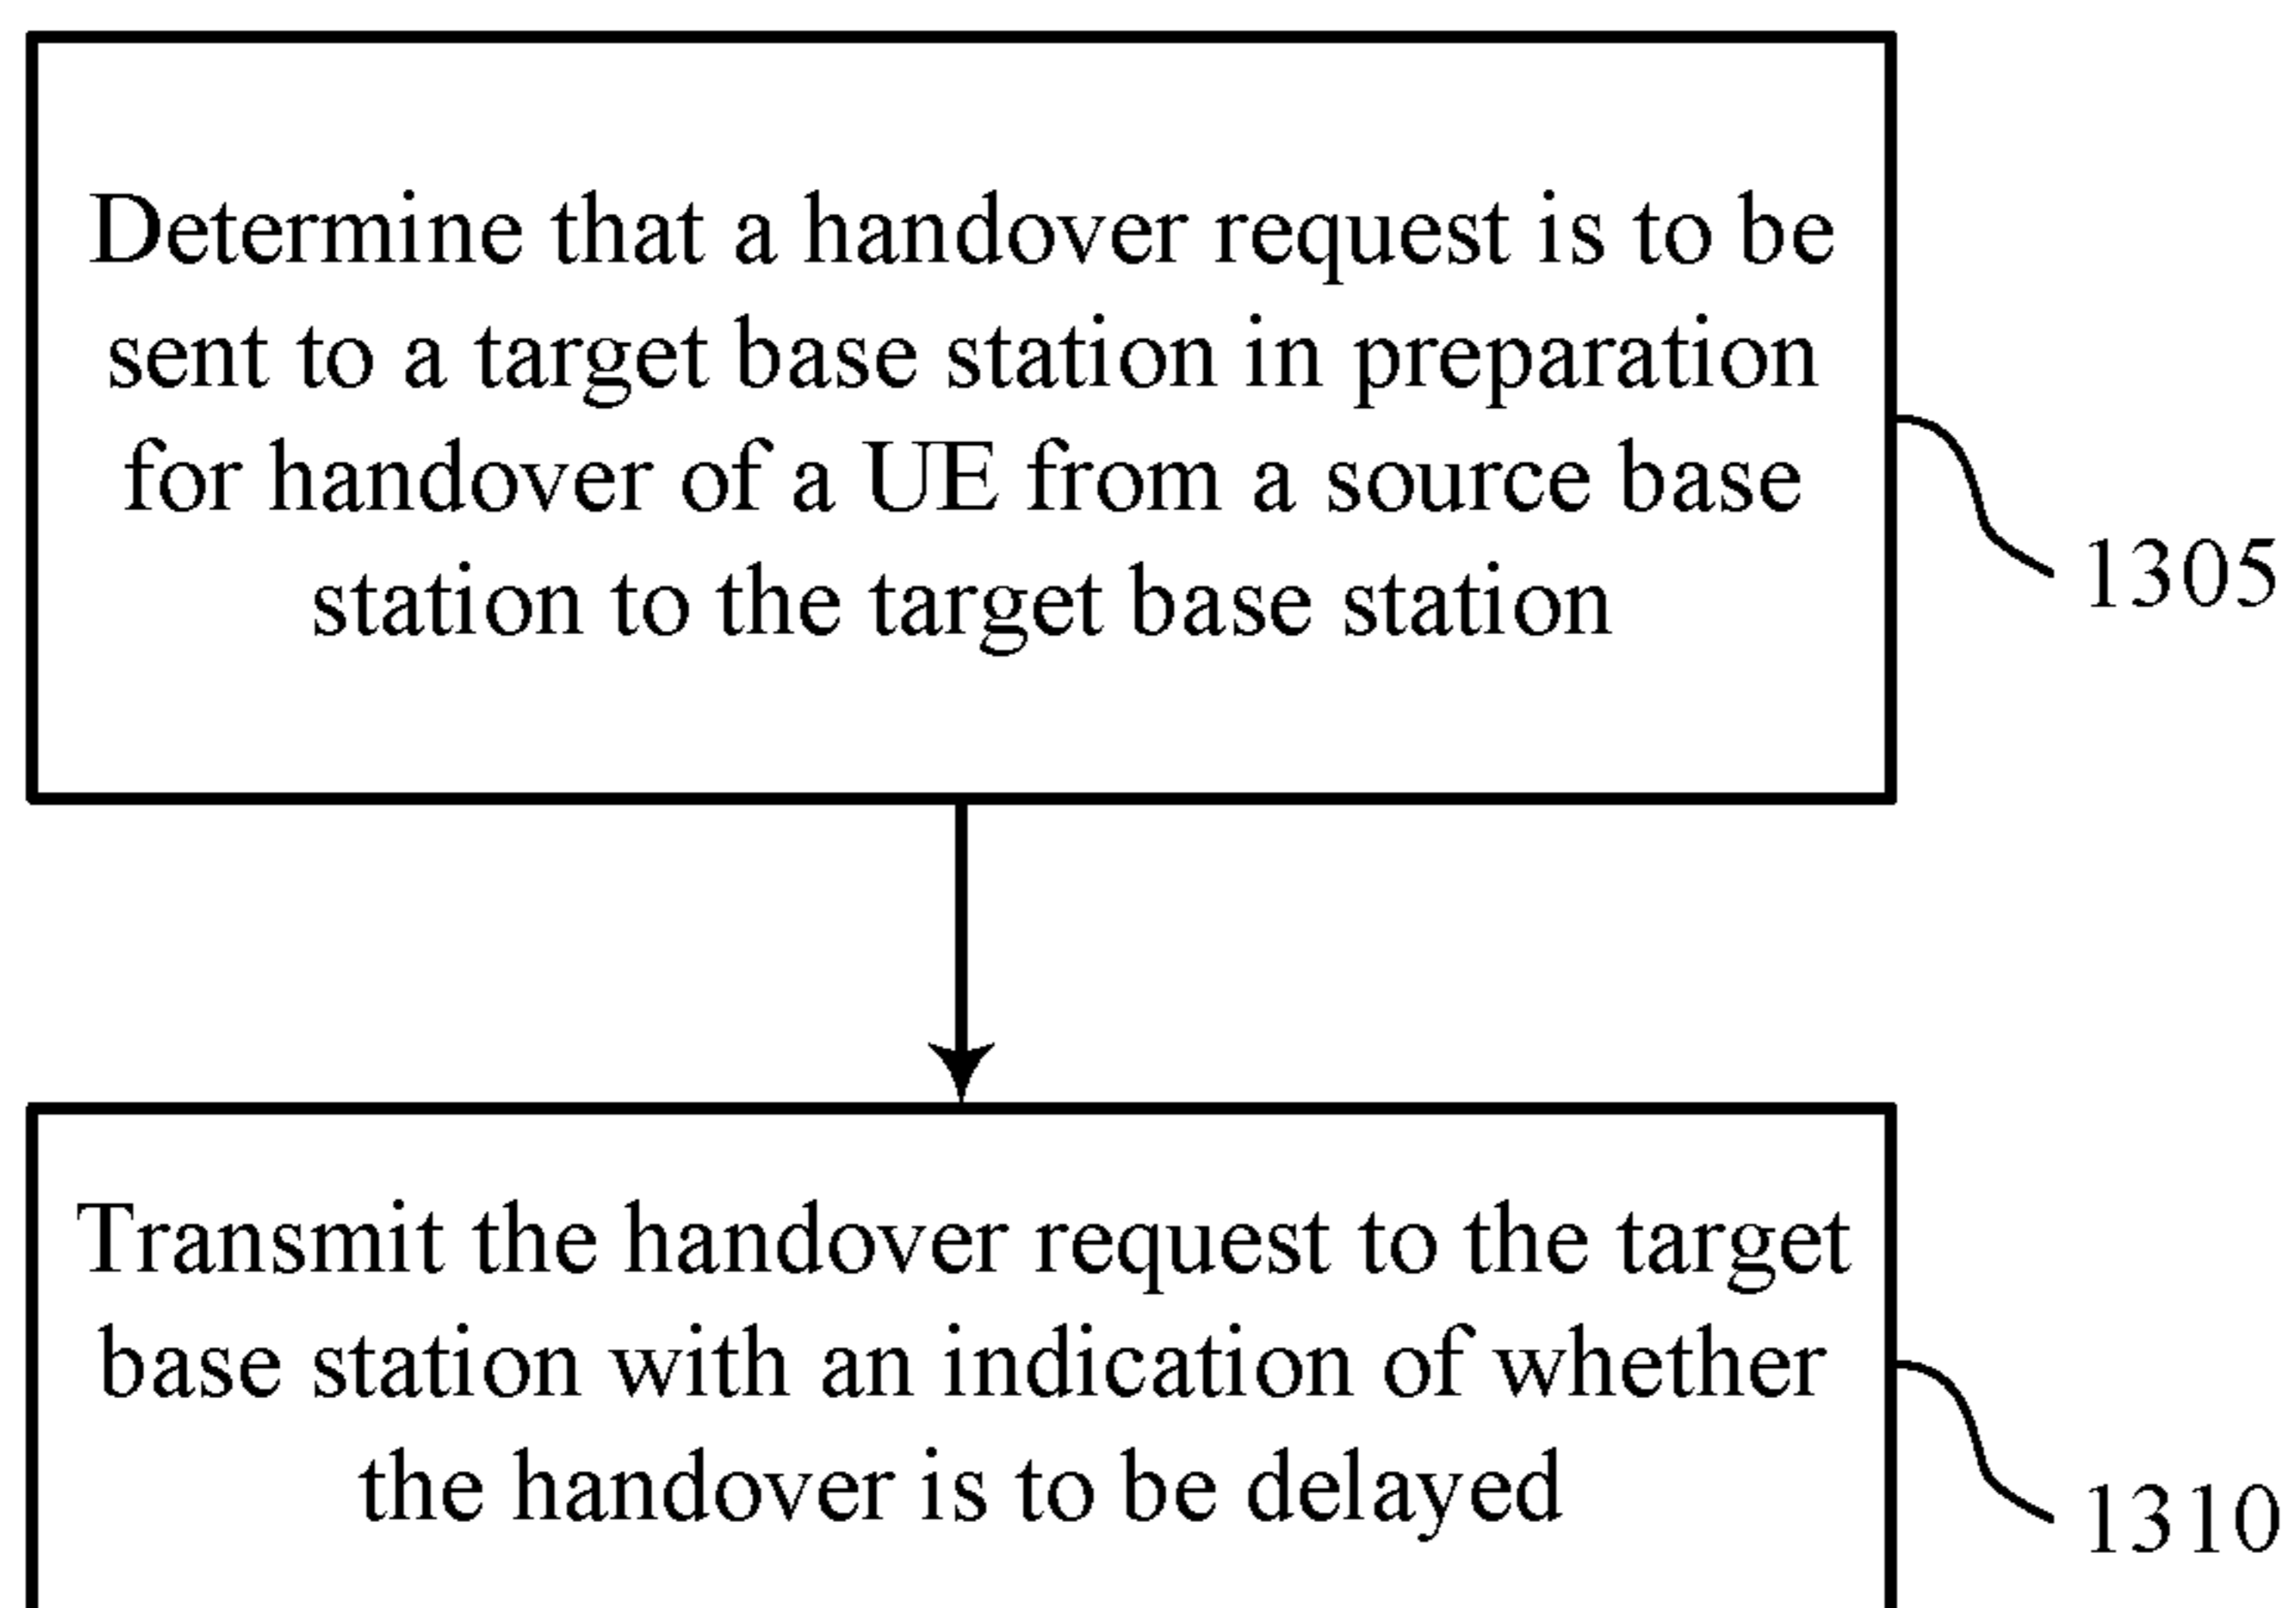 Determine that a handover request is to be
sent to a target base station in preparation
for handover of a UE from a source base
station to the target base station
1305
Transmit the handover request to the target
base station with an indication of whether
the handover is to be delayed
1310